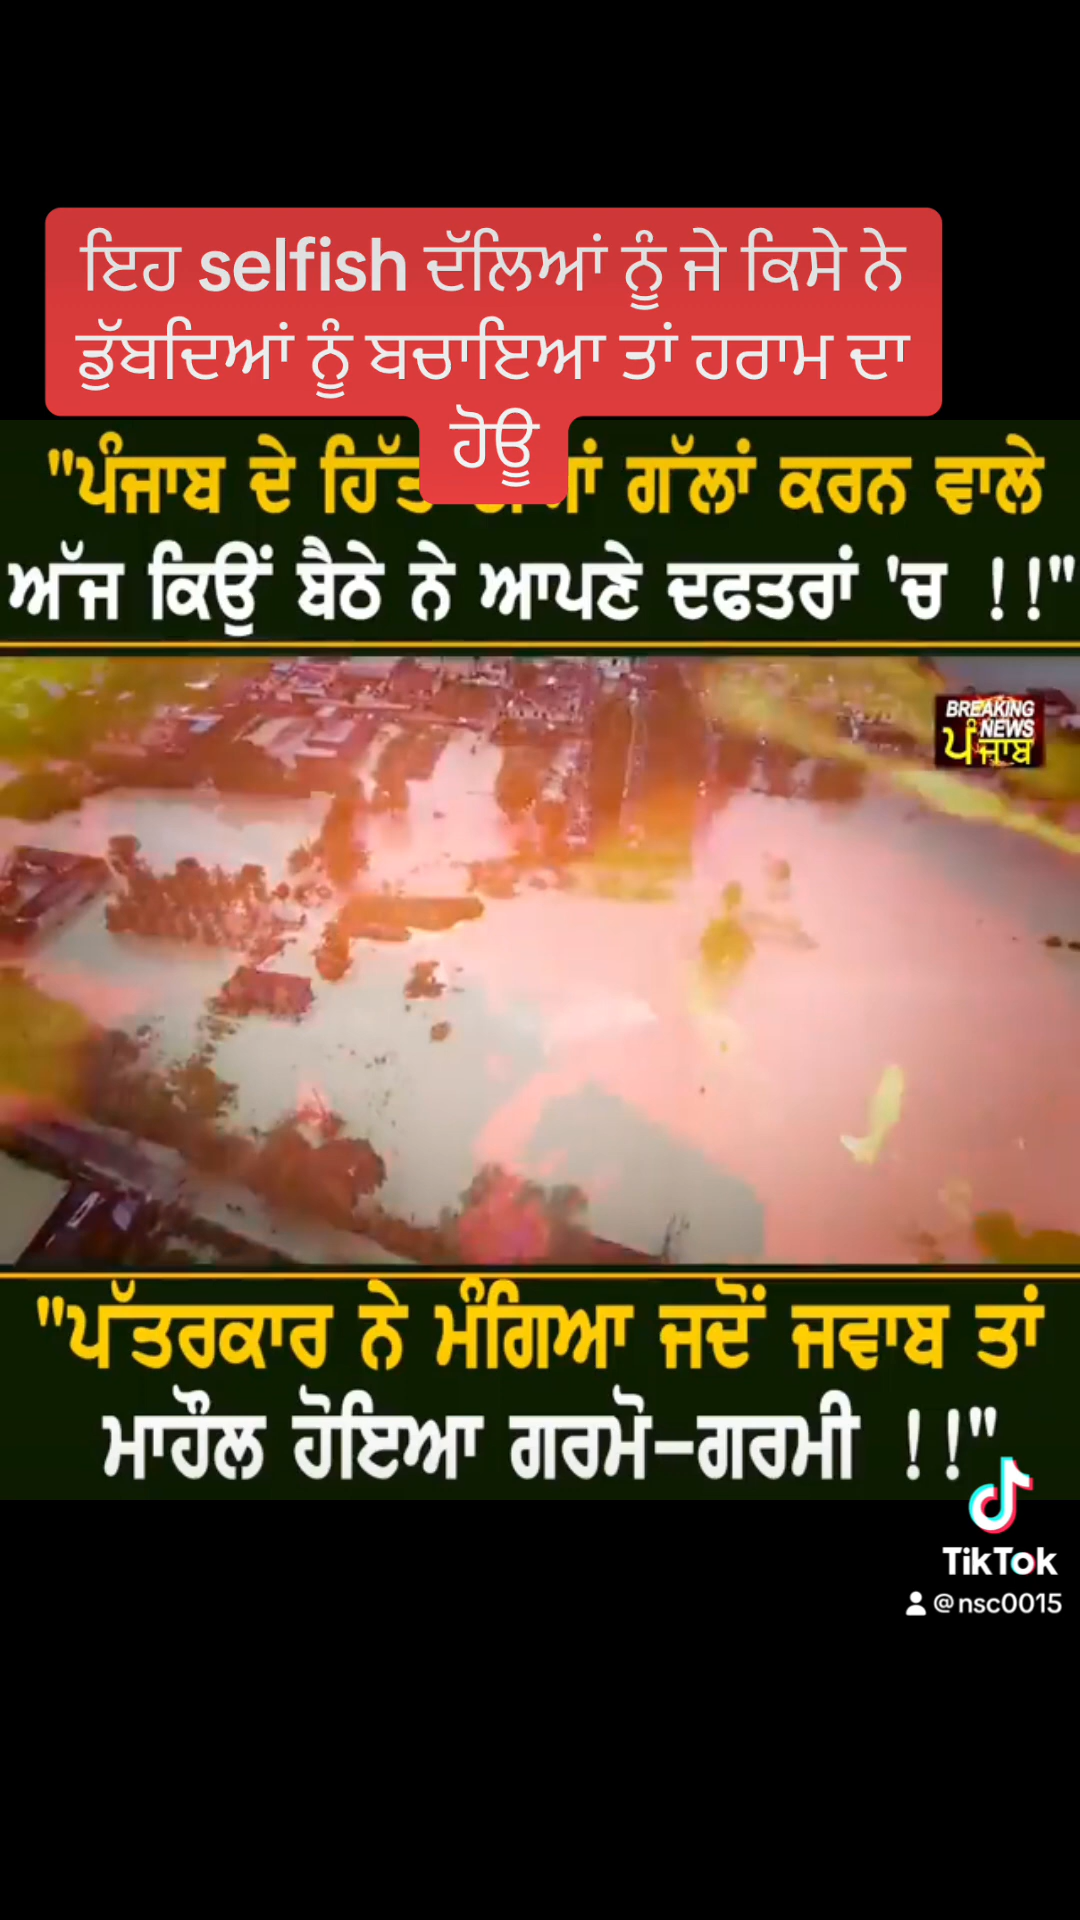 ਇਹ selfish ਦੱਲਿਆਂ ਨੂੰ ਜੇ ਕਿਸੇ ਨੇ
ਡੁੱਬਦਿਆਂ ਨੂੰ ਬਚਾਇਆ ਤਾਂ ਹਰਾਮ ਦਾ
ਹੋਊ
"ਪੰਜਾਬ ਦੇ ਗੱਲਾਂ ਕਰਨ ਵਾਲੇ
ਅੱਜ ਕਿਉਂ ਬੈਠੇ ਨੇ ਆਪਣੇ ਦਫਤਰਾਂ 'ਚ !!"
BREAKING
NEWS
ਪੰਜਾਬ
"ਪੱਤਰਕਾਰ ਨੇ ਮੰਗਿਆ ਜਦੋਂ ਜਵਾਬ ਤਾਂ
ਮਾਹੌਲ ਹੋਇਆ ਗਰਮੋ-ਗਰਮੀ !!"
TikTok
@nsc0015